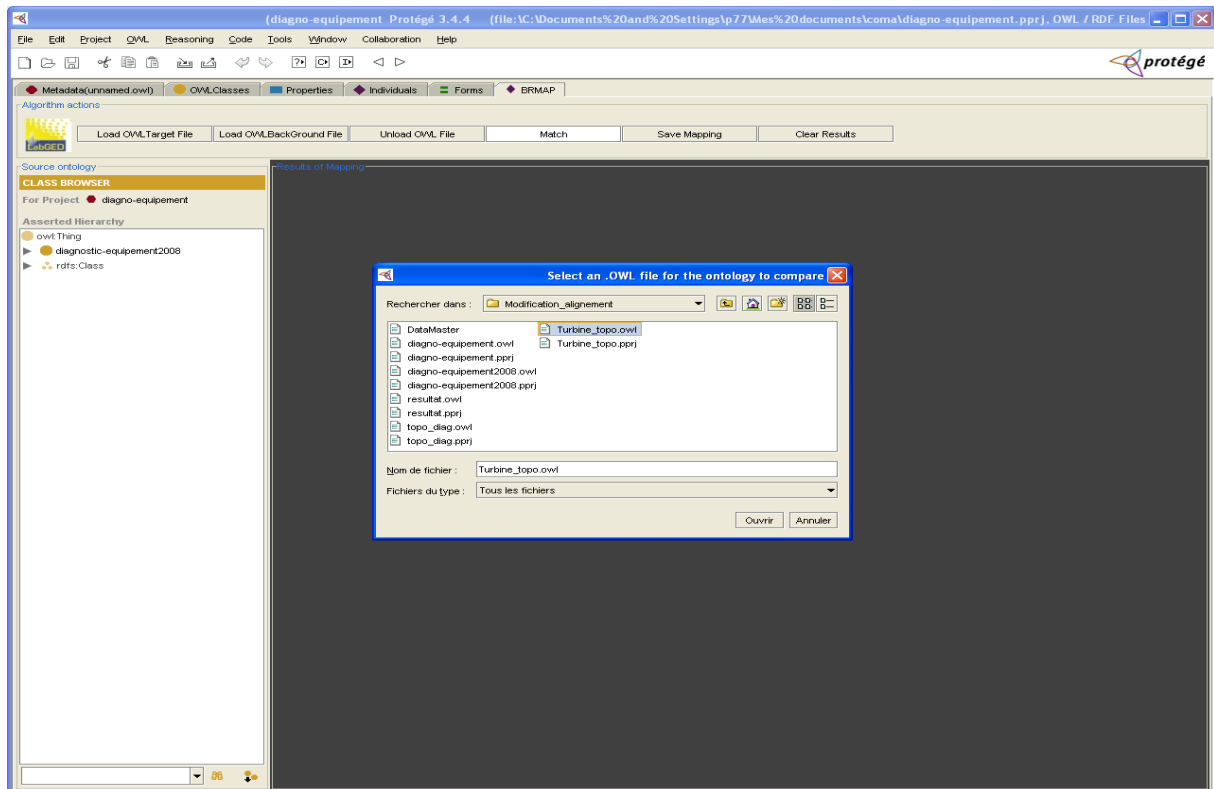 (diagno-equipement Protégé 3.4.4 (file:\C:\Documents%20and%20Settings\p77\Mes%20documents\coma\diagno-equipement.pprj, OWL / RDF Files
File Edit Project OWL Reasoning Code Tools Window Collaboration Help
protégé
Metadata(unnamed.owl) OWLClasses Properties Individuals Forms BRMAP
Algorithm actions
LabGED Load OWLTarget File Load OWLBackGround File Unload OWL File Match Save Mapping Clear Results
Source ontology
Results of Mapping
CLASS BROWSER
For Project diagno-equipement
Asserted Hierarchy
owl:Thing
diagnostic-equipement2008
rdfs:Class
Select an .OWL file for the ontology to compare
Rechercher dans : Modification_alignement
DataMaster
diagno-equipement.owl
diagno-equipement.pprj
diagno-equipement2008.owl
diagno-equipement2008.pprj
resultat.owl
resultat.pprj
topo_diag.owl
topo_diag.pprj
Turbine_topo.owl
Turbine_topo.pprj
Nom de fichier : Turbine_topo.owl
Fichiers du type : Tous les fichiers
Ouvrir Annuler